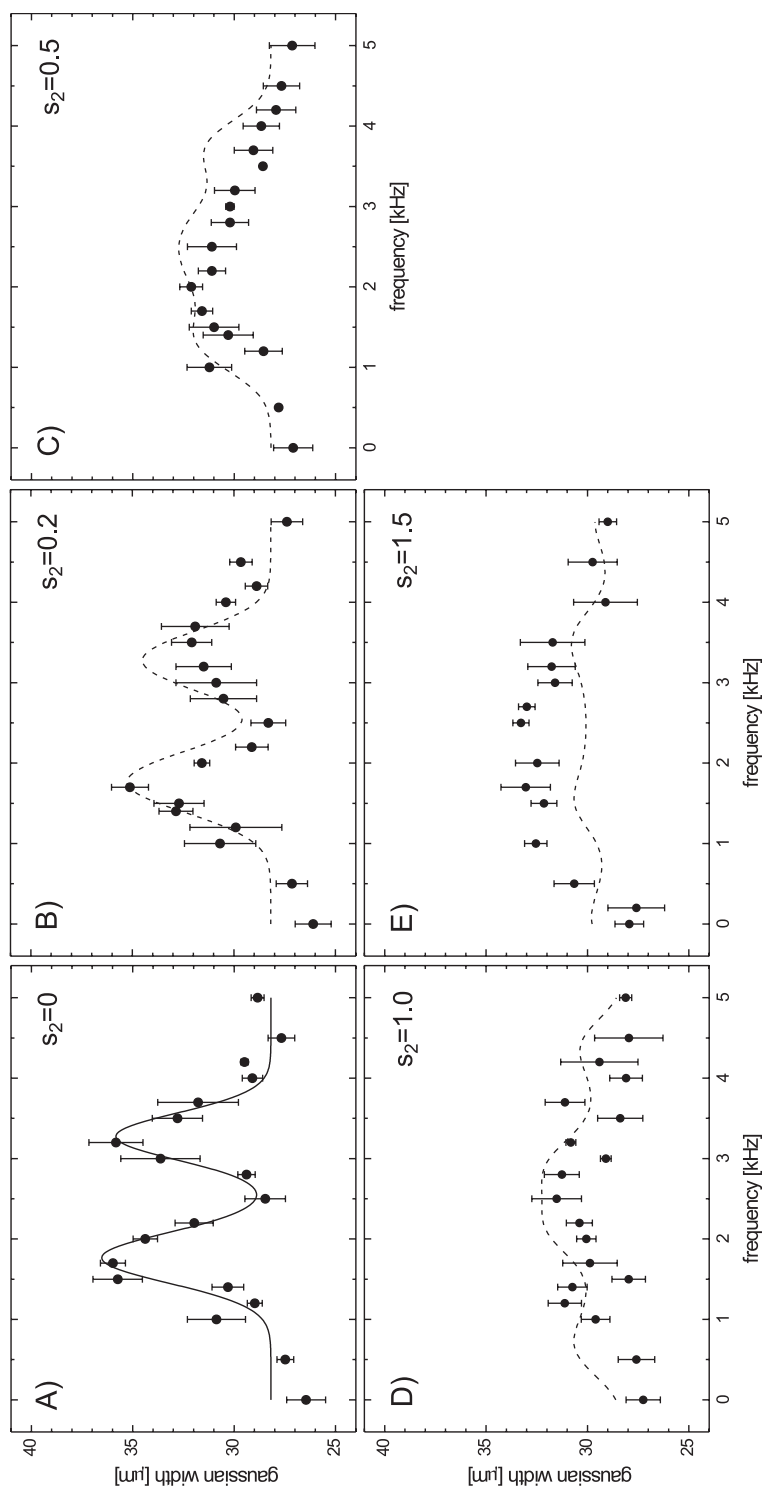 A)
s2=0
B)
s2=0.2
C)
s2=0.5
40
35
30
25
gaussian width [μm]
0 1 2 3 4 5
frequency [kHz]
D)
s2=1.0
E)
s2=1.5
40
35
30
25
gaussian width [μm]
0 1 2 3 4 5
frequency [kHz]
0 1 2 3 4 5
frequency [kHz]